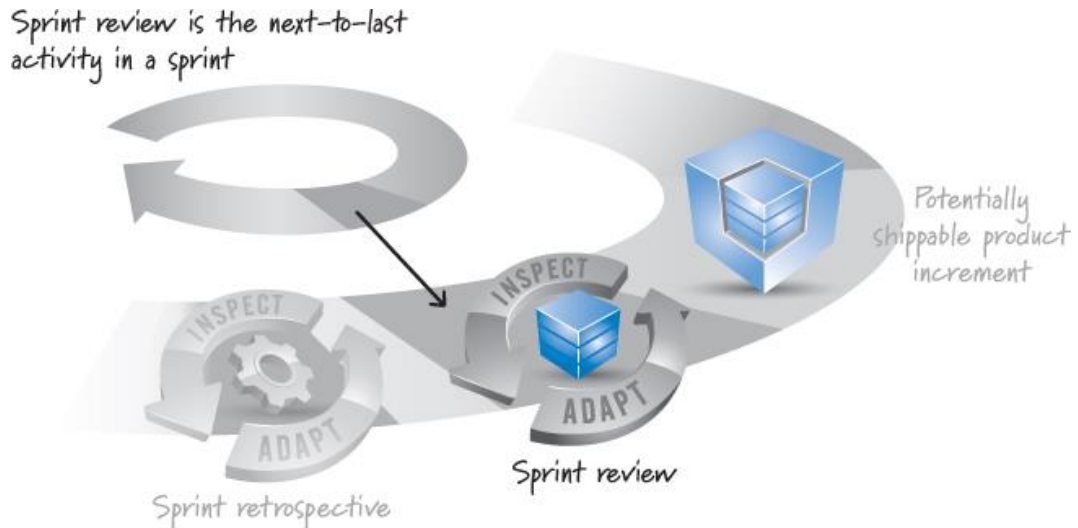 Sprint review is the next-to-last
activity in a sprint
Potentially
shippable product
increment
INSPECT
ADAPT
Sprint review
INSPECT
ADAPT
Sprint retrospective